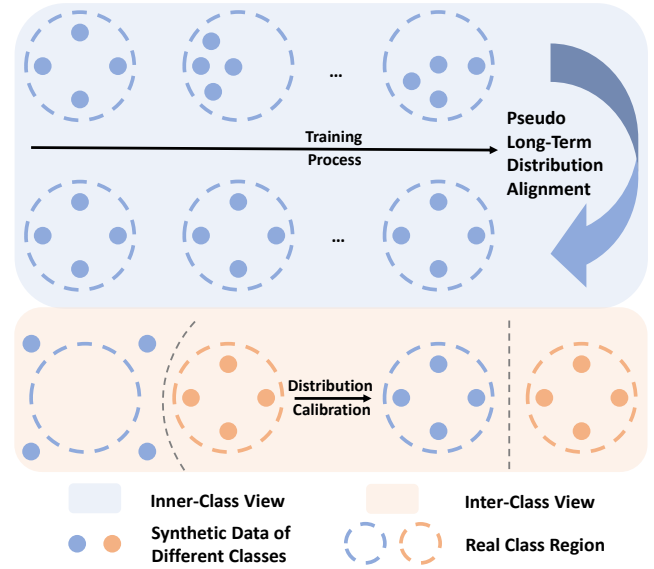 ...
...
Training
Process
Pseudo
Long-Term
Distribution
Alignment
...
Distribution
Calibration
Inner-Class View
Inter-Class View
Synthetic Data of
Different Classes
Real Class Region